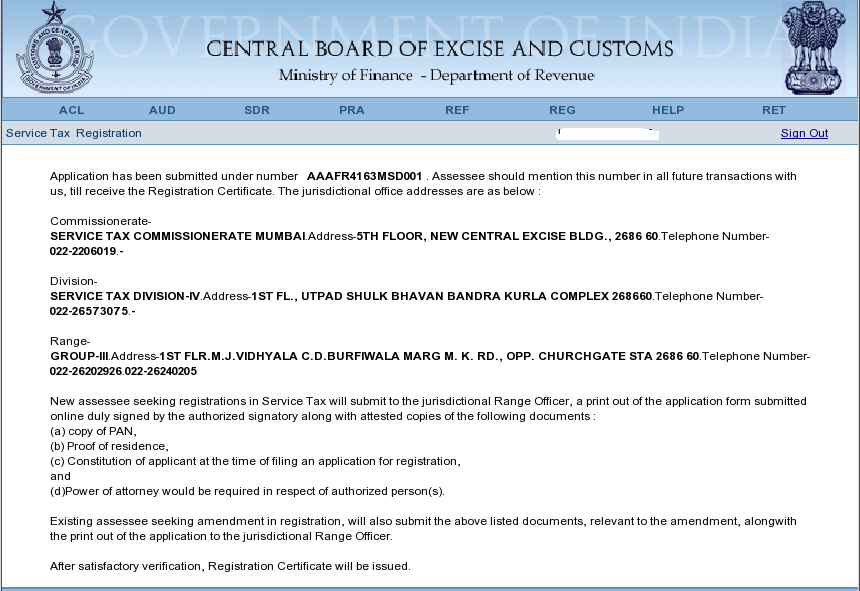 GOVERNMENT OF INDIA
CENTRAL BOARD OF EXCISE AND CUSTOMS
Ministry of Finance - Department of Revenue
ACL AUD SDR PRA REF REG HELP RET
Service Tax Registration Sign Out
Application has been submitted under number AAAFR4163MSD001 . Assessee should mention this number in all future transactions with
us, till receive the Registration Certificate. The jurisdictional office addresses are as below :
Commissionerate-
SERVICE TAX COMMISSIONERATE MUMBAI.Address-5TH FLOOR, NEW CENTRAL EXCISE BLDG., 2686 60.Telephone Number-
022-2206019.-
Division-
SERVICE TAX DIVISION-IV.Address-1ST FL., UTPAD SHULK BHAVAN BANDRA KURLA COMPLEX 268660.Telephone Number-
022-26573075.-
Range-
GROUP-III.Address-1ST FLR.M.J.VIDHYALA C.D.BURFIWALA MARG M. K. RD., OPP. CHURCHGATE STA 2686 60.Telephone Number-
022-26202926.022-26240205
New assessee seeking registrations in Service Tax will submit to the jurisdictional Range Officer, a print out of the application form submitted
online duly signed by the authorized signatory along with attested copies of the following documents :
(a) copy of PAN,
(b) Proof of residence,
(c) Constitution of applicant at the time of filing an application for registration,
and
(d)Power of attorney would be required in respect of authorized person(s).
Existing assessee seeking amendment in registration, will also submit the above listed documents, relevant to the amendment, alongwith
the print out of the application to the jurisdictional Range Officer.
After satisfactory verification, Registration Certificate will be issued.